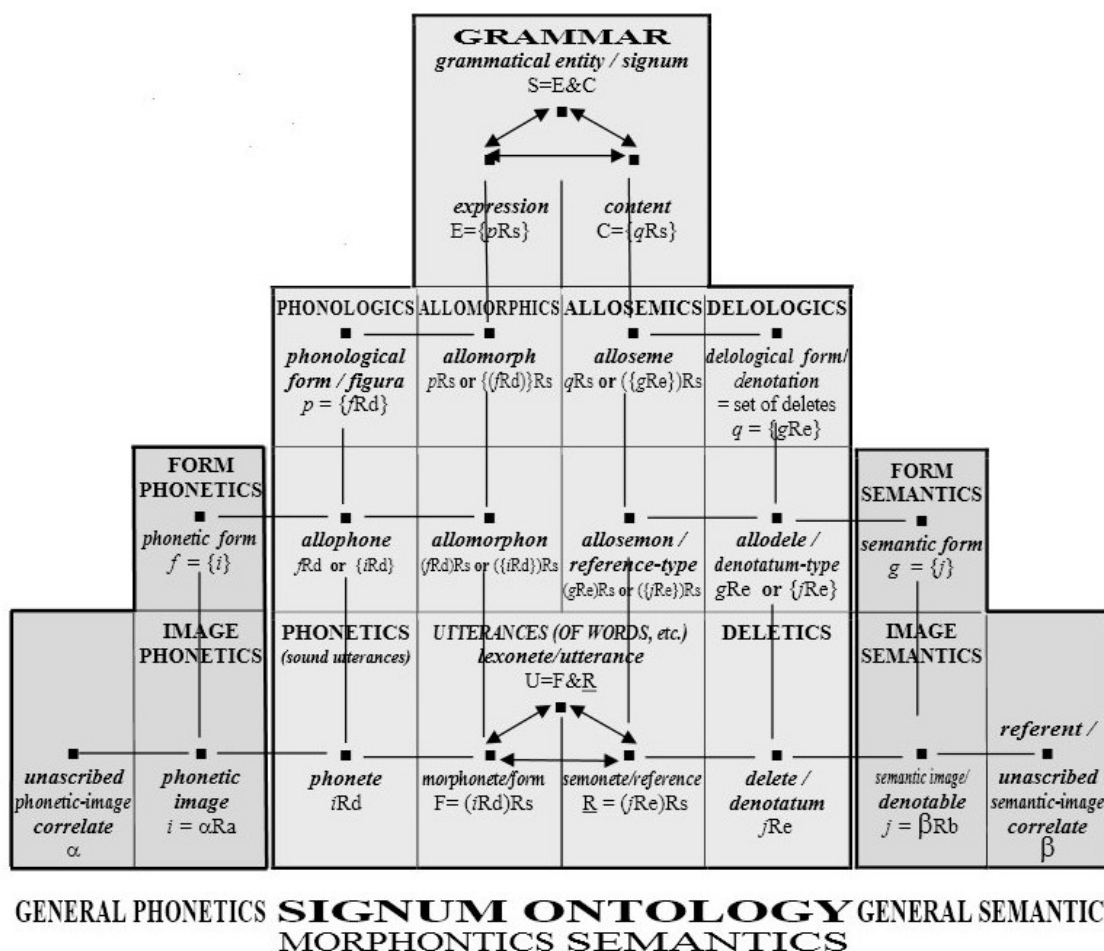 GRAMMAR
grammatical entity / signum
S=E&C
expression
E={pRs}
content
C={qRs}
PHONOLOGICS
phonological
form / figura
p = {fRd}
ALLOMORPHICS
allomorph
pRs or {(fRd)}Rs
ALLOSEMICS
alloseme
qRs or ({gRe})Rs
DELOLOGICS
delological form/
denotation
= set of deletes
q = {gRe}
FORM
PHONETICS
phonetic form
f = {i}
allophone
fRd or {iRd}
allomorphon
(fRd)Rs or ({iRd})Rs
allosemon /
reference-type
(gRe)Rs or ({jRe})Rs
allodele /
denotatum-type
gRe or {jRe}
FORM
SEMANTICS
semantic form
g = {j}
IMAGE
PHONETICS
PHONETICS
(sound utterances)
UTTERANCES (OF WORDS, etc.)
lexonete/utterance
U=F&R
DELETICS
IMAGE
SEMANTICS
unascribed
phonetic-image
correlate
α
phonetic
image
i = αRa
phonete
iRd
morphonete/form
F= (iRd)Rs
semonete/reference
R = (jRe)Rs
delete /
denotatum
jRe
semantic image/
denotable
j = βRb
referent /
unascribed
semantic-image
correlate
β
GENERAL PHONETICS SIGNUM ONTOLOGY GENERAL SEMANTIC
MORPHONTICS SEMANTICS